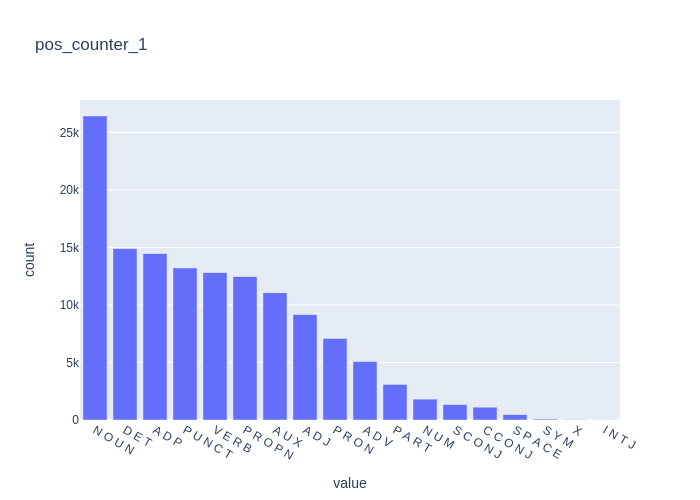 pos_counter_1
count
25k
20k
15k
10k
5k
0
NOUN
DET
ADP
PUNCT
VERB
PROPN
AUX
ADJ
PRON
ADV
PART
NUM
SCONJ
CCONJ
SPACE
SYM
X
INTJ
value